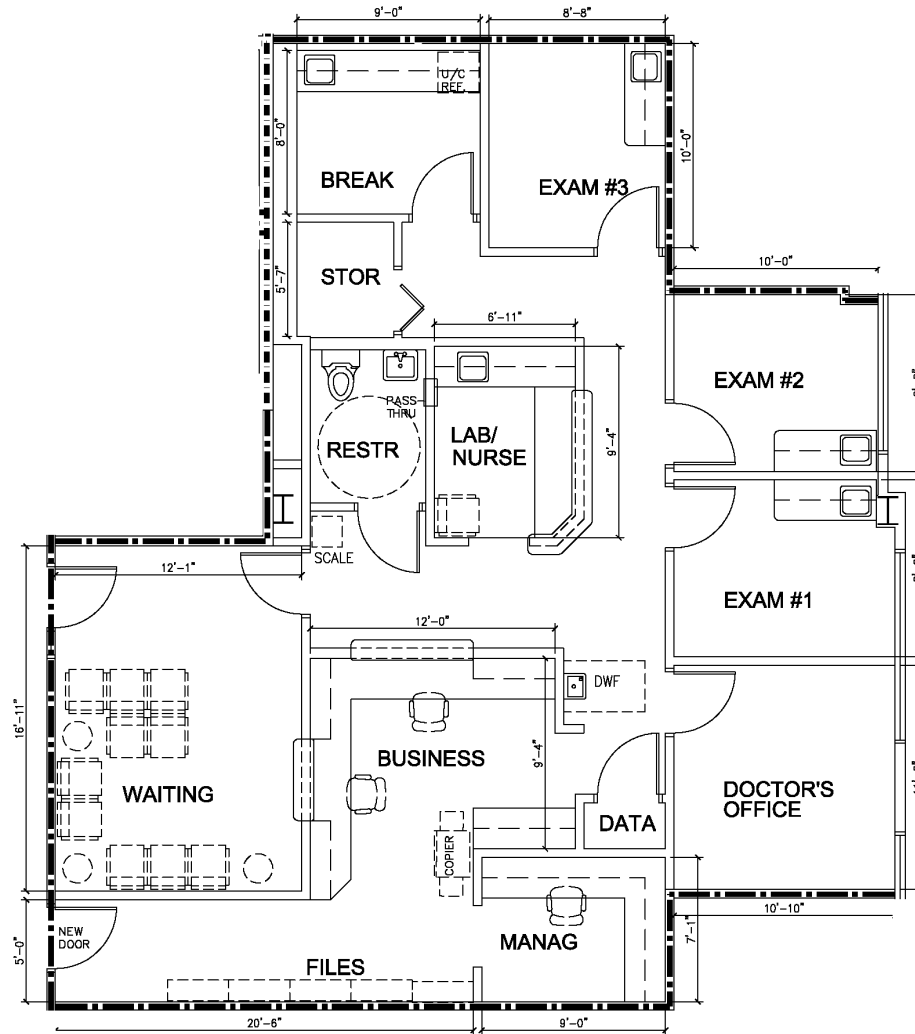 9'-0"
8'-8"
U/C
REF.
8'-0"
BREAK
EXAM #3
10'-0"
10'-0"
5'-7"
STOR
6'-11"
EXAM #2
PASS-
THRU
RESTR
LAB/
NURSE
9'-4"
SCALE
12'-1"
EXAM #1
12'-0"
DWF
16'-11"
BUSINESS
9'-4"
WAITING
DOCTOR'S
OFFICE
DATA
COPIER
NEW
DOOR
5'-0"
MANAG
7'-1"
10'-10"
FILES
20'-6"
9'-0"